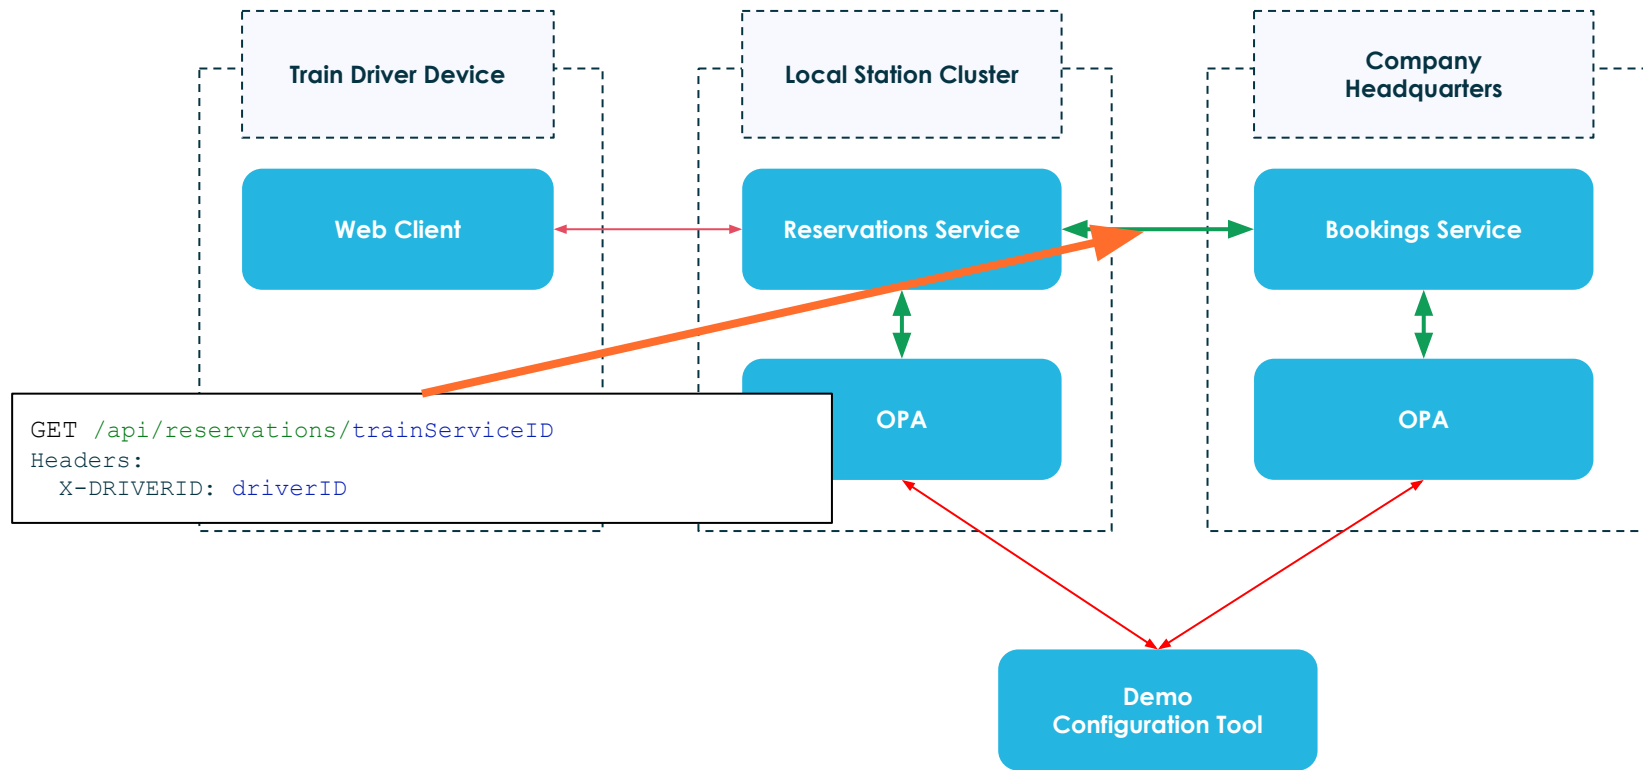 Train Driver Device
Local Station Cluster
Company
Headquarters
Web Client
Reservations Service
Bookings Service
GET /api/reservations/trainServiceID
Headers:
  X-DRIVERID: driverID
OPA
OPA
Demo
Configuration Tool